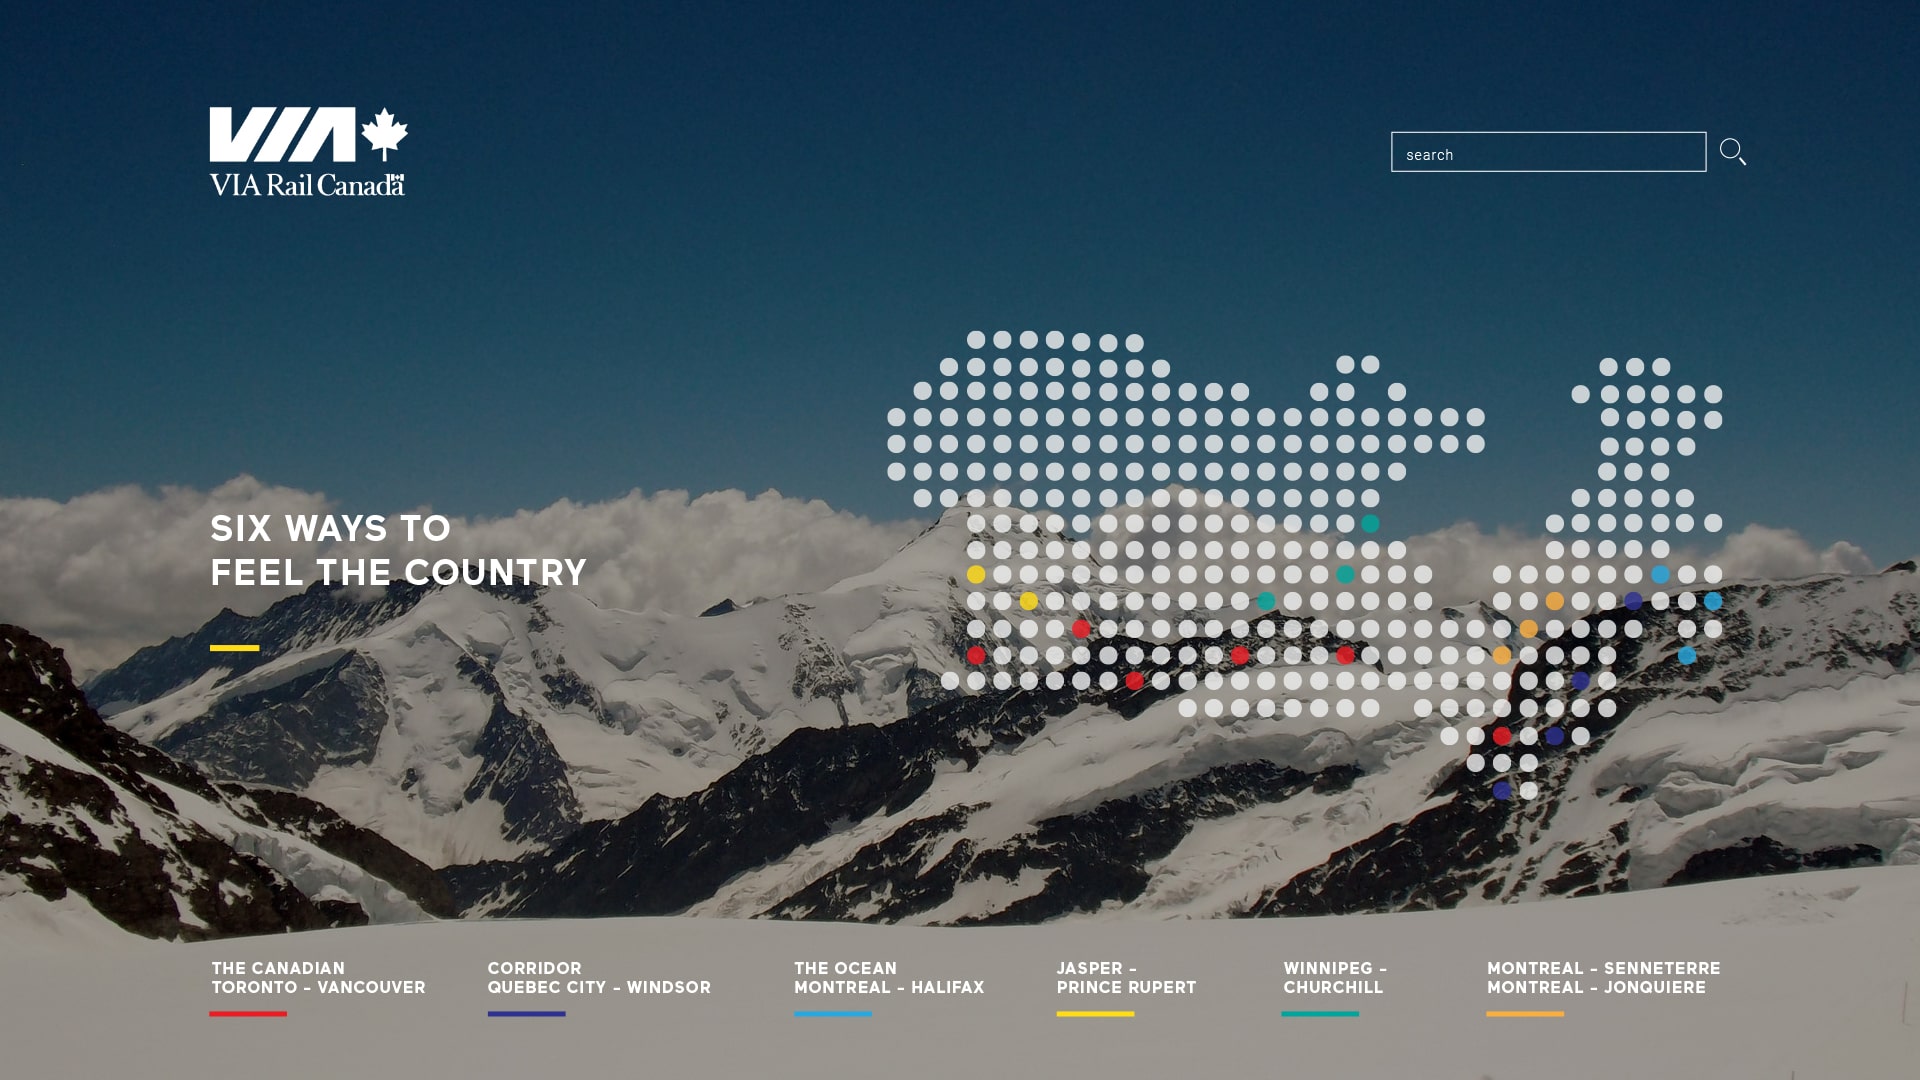 VIA
VIA Rail Canada
search
SIX WAYS TO
FEEL THE COUNTRY
THE CANADIAN
TORONTO – VANCOUVER
CORRIDOR
QUEBEC CITY – WINDSOR
THE OCEAN
MONTREAL – HALIFAX
JASPER –
PRINCE RUPERT
WINNIPEG –
CHURCHILL
MONTREAL – SENNETERRE
MONTREAL – JONQUIERE